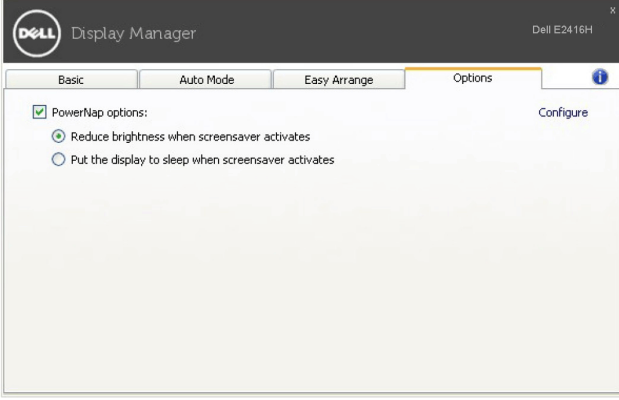 DELL Display Manager
x
Dell E2416H
Basic Auto Mode Easy Arrange Options i
PowerNap options: Configure
Reduce brightness when screensaver activates
Put the display to sleep when screensaver activates